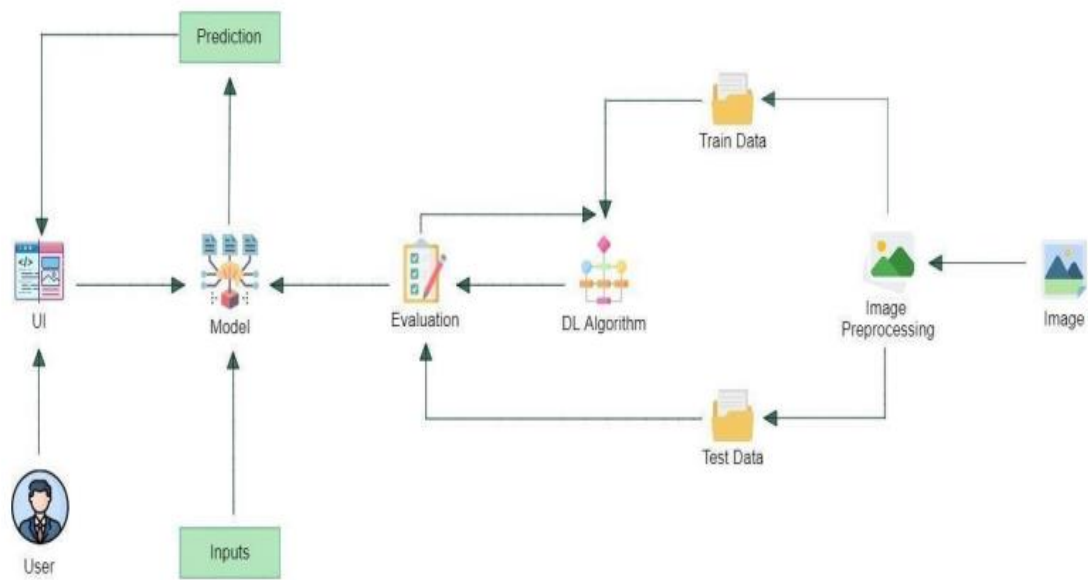 Prediction
Train Data
UI
Model
Evaluation
DL Algorithm
Image
Preprocessing
Image
Test Data
User
Inputs